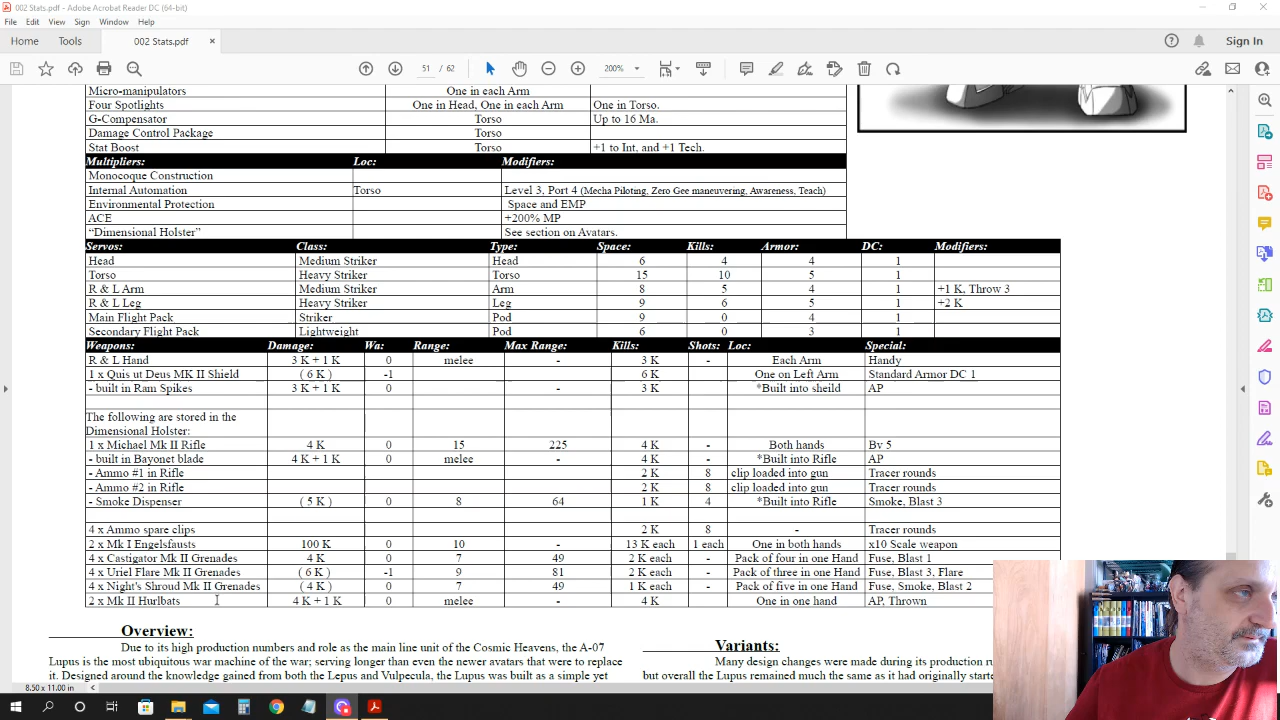 002 Stats.pdf - Adobe Acrobat Reader DC (64-bit)
File Edit View Sign Window Help
Home Tools 002 Stats.pdf × Sign In
51 / 62 200%
Micro-manipulators One in each Arm
Four Spotlights One in Head, One in each Arm One in Torso.
G-Compensator Torso Up to 16 Ma.
Damage Control Package Torso
Stat Boost Torso +1 to Int, and +1 Tech.
Multipliers: Loc: Modifiers:
Monocoque Construction
Internal Automation Torso Level 3, Port 4 (Mecha Piloting, Zero Gee maneuvering, Awareness, Teach)
Environmental Protection Space and EMP
ACE +200% MP
“Dimensional Holster” See section on Avatars.
Servos: Class: Type: Space: Kills: Armor: DC: Modifiers:
Head Medium Striker Head 6 4 4 1
Torso Heavy Striker Torso 15 10 5 1
R & L Arm Medium Striker Arm 8 5 4 1 +1 K, Throw 3
R & L Leg Heavy Striker Leg 9 6 5 1 +2 K
Main Flight Pack Striker Pod 9 0 4 1
Secondary Flight Pack Lightweight Pod 6 0 3 1
Weapons: Damage: Wa: Range: Max Range: Kills: Shots: Loc: Special:
R & L Hand 3 K + 1 K 0 melee - 3 K - Each Arm Handy
1 x Quis ut Deus MK II Shield ( 6 K ) -1 6 K One on Left Arm Standard Armor DC 1
- built in Ram Spikes 3 K + 1 K 3 K *Built into sheild AP
The following are stored in the
Dimensional Holster:
1 x Michael Mk II Rifle 4 K 0 15 225 4 K - Both hands Bv 5
- built in Bayonet blade 4 K + 1 K 0 melee - 4 K - *Built into Rifle AP
- Ammo #1 in Rifle 2 K 8 clip loaded into gun Tracer rounds
- Ammo #2 in Rifle 2 K 8 clip loaded into gun Tracer rounds
- Smoke Dispenser ( 5 K ) 0 8 64 1 K 4 *Built into Rifle Smoke, Blast 3
4 x Ammo spare clips 2 K 8 - Tracer rounds
2 x Mk I Engelsfausts 100 K 0 10 - 13 K each 1 each One in both hands x10 Scale weapon
4 x Castigator Mk II Grenades 4 K 0 7 49 2 K each - Pack of four in one Hand Fuse, Blast 1
4 x Uriel Flare Mk II Grenades ( 6 K ) -1 9 81 2 K each - Pack of three in one Hand Fuse, Blast 3, Flare
4 x Night's Shroud Mk II Grenades ( 4 K ) 0 7 49 1 K each - Pack of five in one Hand Fuse, Smoke, Blast 2
2 x Mk II Hurlbats 4 K + 1 K 0 melee - 4 K One in one hand AP, Thrown
Overview:
Due to its high production numbers and role as the main line unit of the Cosmic Heavens, the A-07
Lupus is the most ubiquitous war machine of the war; serving longer than even the newer avatars that were to replace
it. Designed around the knowledge gained from both the Lepus and Vulpecula, the Lupus was built as a simple yet
Variants:
Many design changes were made during its production
but overall the Lupus remained much the same as it had originally
8.50 x 11.00 in